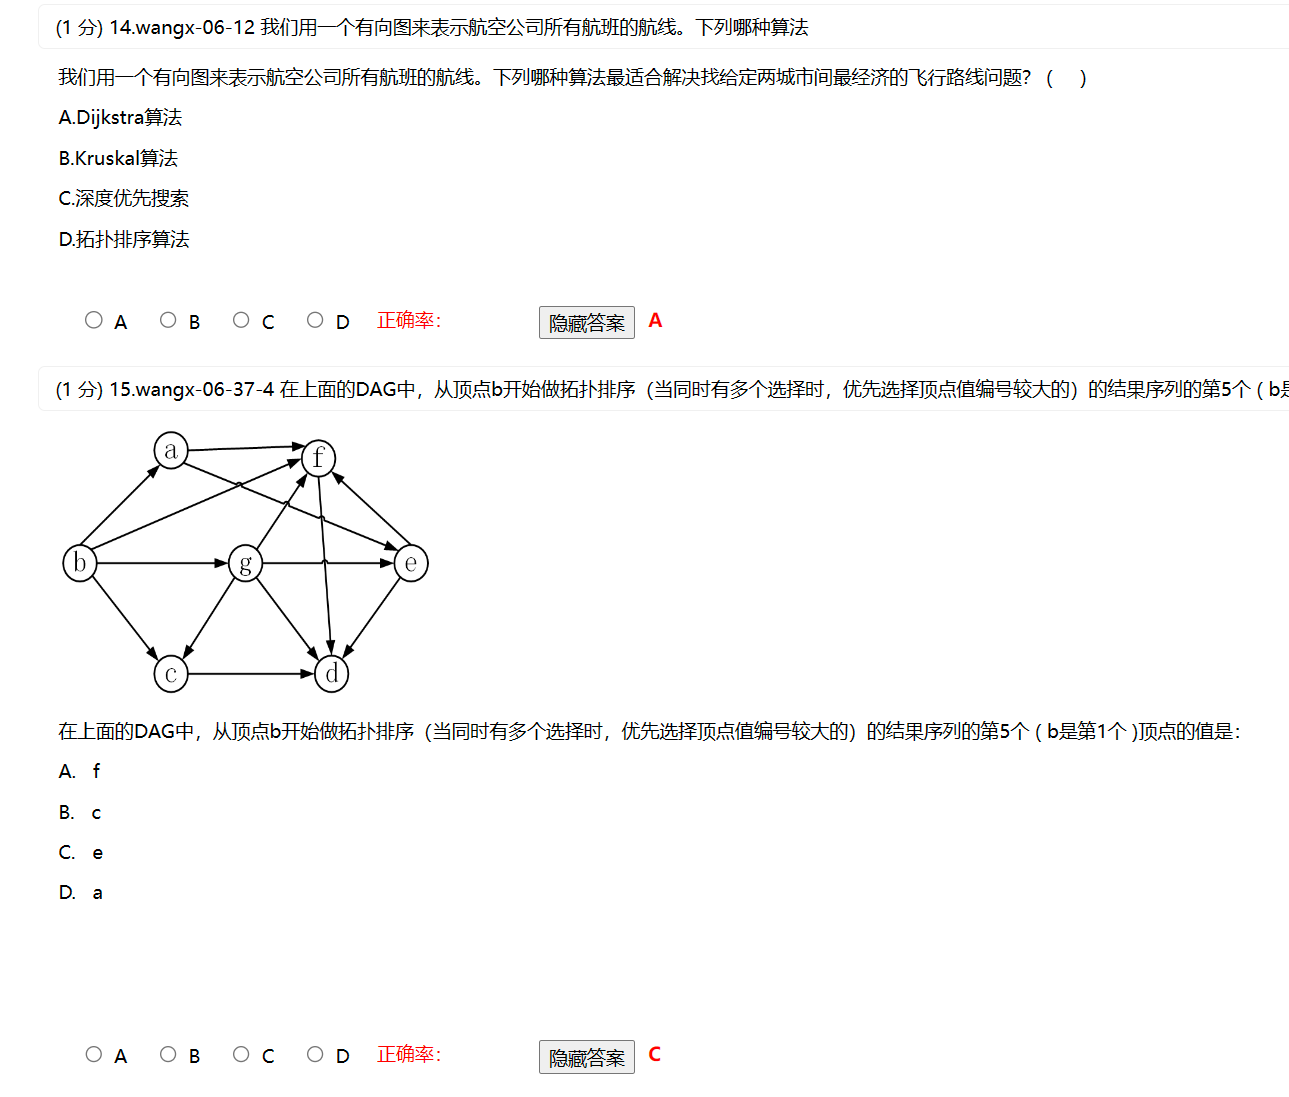 (1 分) 14.wangx-06-12 我们用一个有向图来表示航空公司所有航班的航线。下列哪种算法
我们用一个有向图来表示航空公司所有航班的航线。下列哪种算法最适合解决找给定两城市间最经济的飞行路线问题？（ ）
A.Dijkstra算法
B.Kruskal算法
C.深度优先搜索
D.拓扑排序算法
A B C D 正确率： 隐藏答案 A
(1 分) 15.wangx-06-37-4 在上面的DAG中，从顶点b开始做拓扑排序（当同时有多个选择时，优先选择顶点值编号较大的）的结果序列的第5个 ( b是
a
f
b
g
e
c
d
在上面的DAG中，从顶点b开始做拓扑排序（当同时有多个选择时，优先选择顶点值编号较大的）的结果序列的第5个 ( b是第1个 )顶点的值是：
A. f
B. c
C. e
D. a
A B C D 正确率： 隐藏答案 C